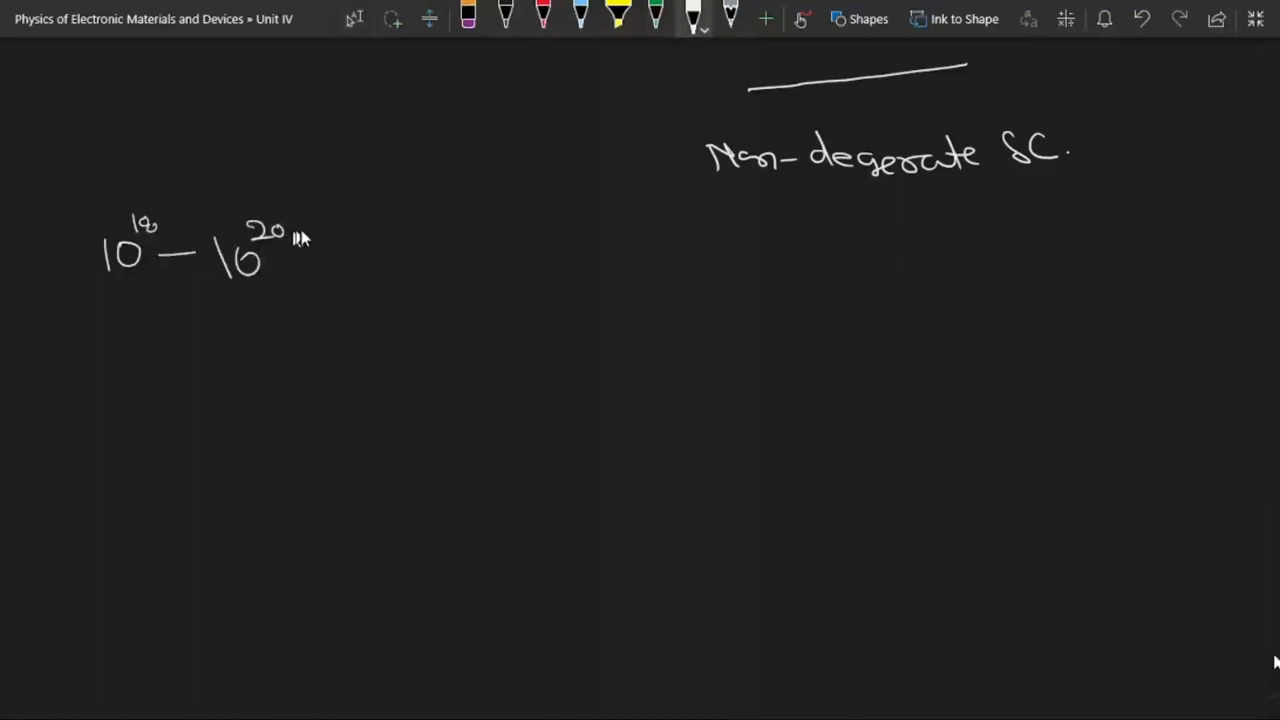 Physics of Electronic Materials and Devices » Unit IV
Shapes
Ink to Shape
Non-degerate SC.
10^18 — 10^20